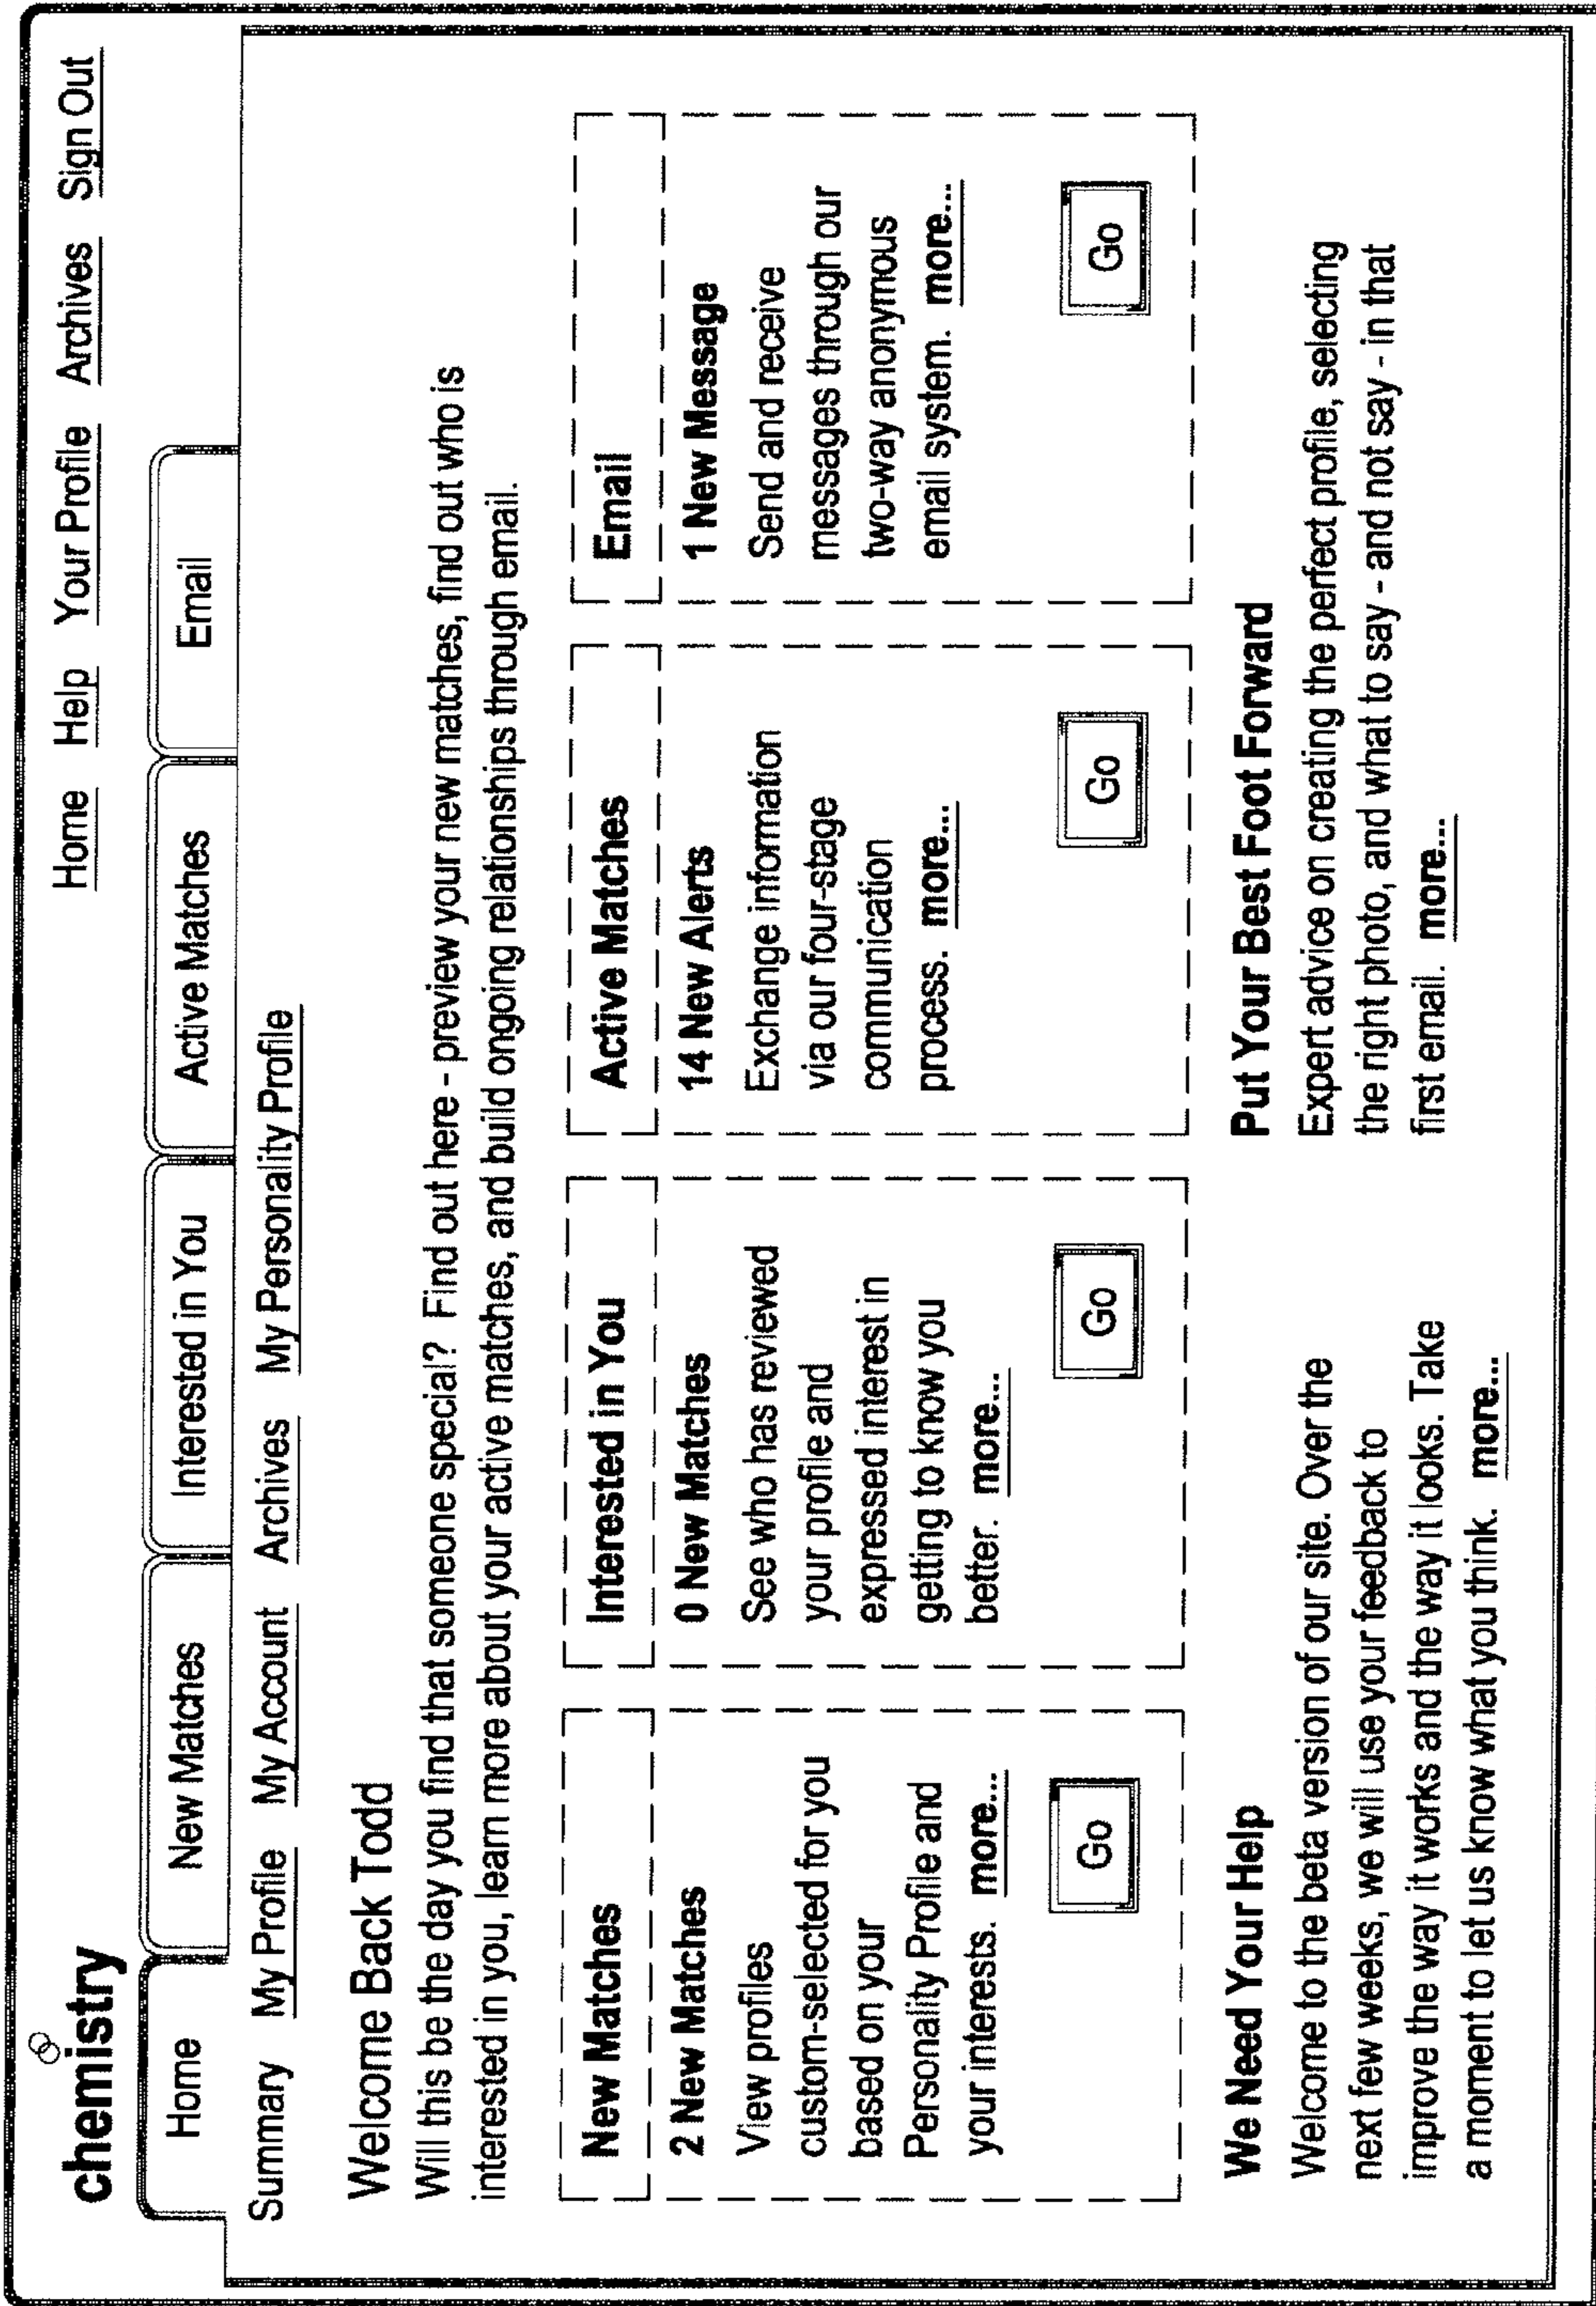 chemistry
Home Help Your Profile Archives Sign Out
Home
New Matches
Interested in You
Active Matches
Email
Summary My Profile My Account Archives My Personality Profile
Welcome Back Todd
Will this be the day you find that someone special? Find out here - preview your new matches, find out who is
interested in you, learn more about your active matches, and build ongoing relationships through email.
New Matches
2 New Matches
View profiles
custom-selected for you
based on your
Personality Profile and
your interests. more...
Go
Interested in You
0 New Matches
See who has reviewed
your profile and
expressed interest in
getting to know you
better. more...
Go
Active Matches
14 New Alerts
Exchange information
via our four-stage
communication
process. more...
Go
Email
1 New Message
Send and receive
messages through our
two-way anonymous
email system. more...
Go
We Need Your Help
Welcome to the beta version of our site. Over the
next few weeks, we will use your feedback to
improve the way it works and the way it looks. Take
a moment to let us know what you think. more...
Put Your Best Foot Forward
Expert advice on creating the perfect profile, selecting
the right photo, and what to say - and not say - in that
first email. more...